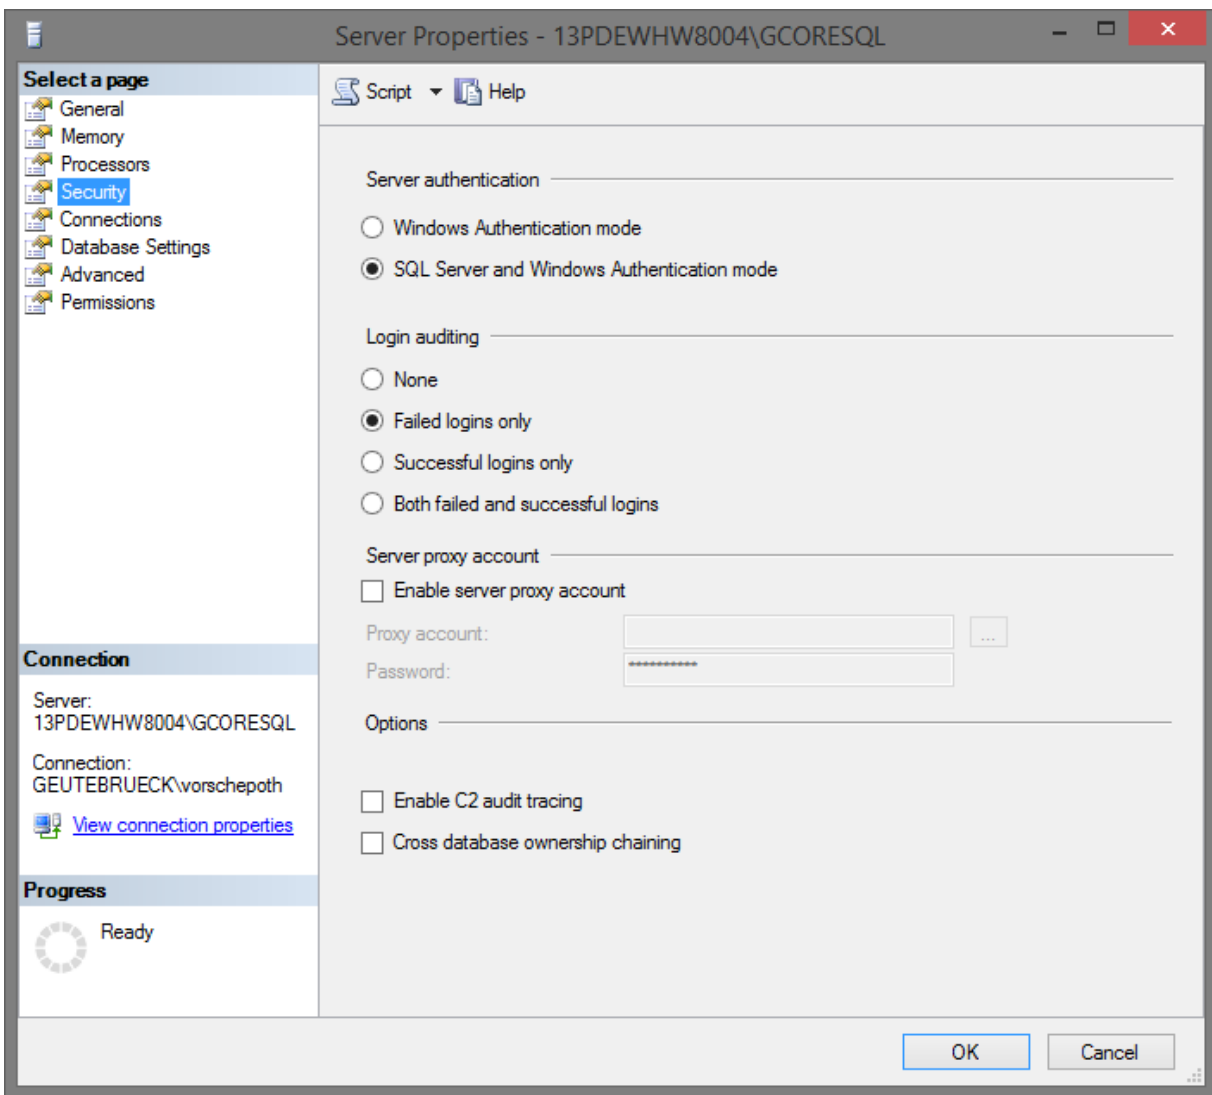 Server Properties - 13PDEWHW8004\GCORESQL
Select a page
General
Memory
Processors
Security
Connections
Database Settings
Advanced
Permissions
Connection
Server:
13PDEWHW8004\GCORESQL
Connection:
GEUTEBRUECK\vorschepoth
View connection properties
Progress
Ready
Script
Help
Server authentication
Windows Authentication mode
SQL Server and Windows Authentication mode
Login auditing
None
Failed logins only
Successful logins only
Both failed and successful logins
Server proxy account
Enable server proxy account
Proxy account:
...
Password:
**********
Options
Enable C2 audit tracing
Cross database ownership chaining
OK
Cancel